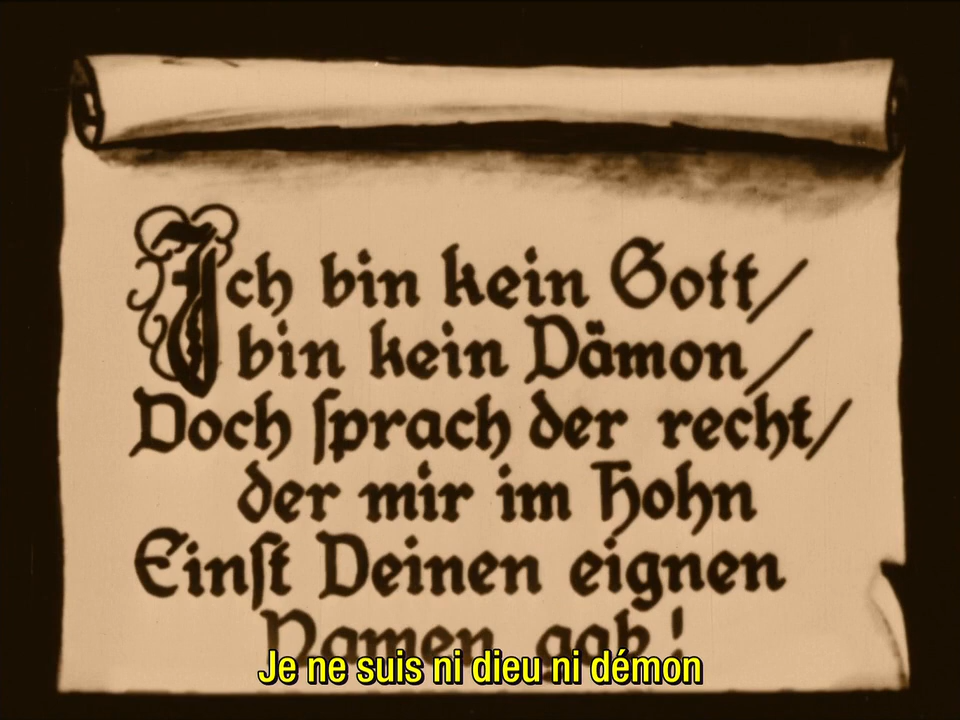 Ich bin kein Gott/
bin kein Dämon/
Doch ſprach der recht/
der mir im Hohn
Einſt Deinen eignen
Namen gab!
Je ne suis ni dieu ni démon